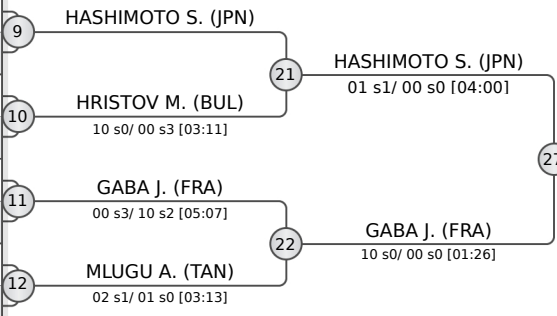 9
HASHIMOTO S. (JPN)
21
HASHIMOTO S. (JPN)
01 s1/ 00 s0 [04:00]
10
HRISTOV M. (BUL)
10 s0/ 00 s3 [03:11]
27
11
GABA J. (FRA)
00 s3/ 10 s2 [05:07]
22
GABA J. (FRA)
10 s0/ 00 s0 [01:26]
12
MLUGU A. (TAN)
02 s1/ 01 s0 [03:13]